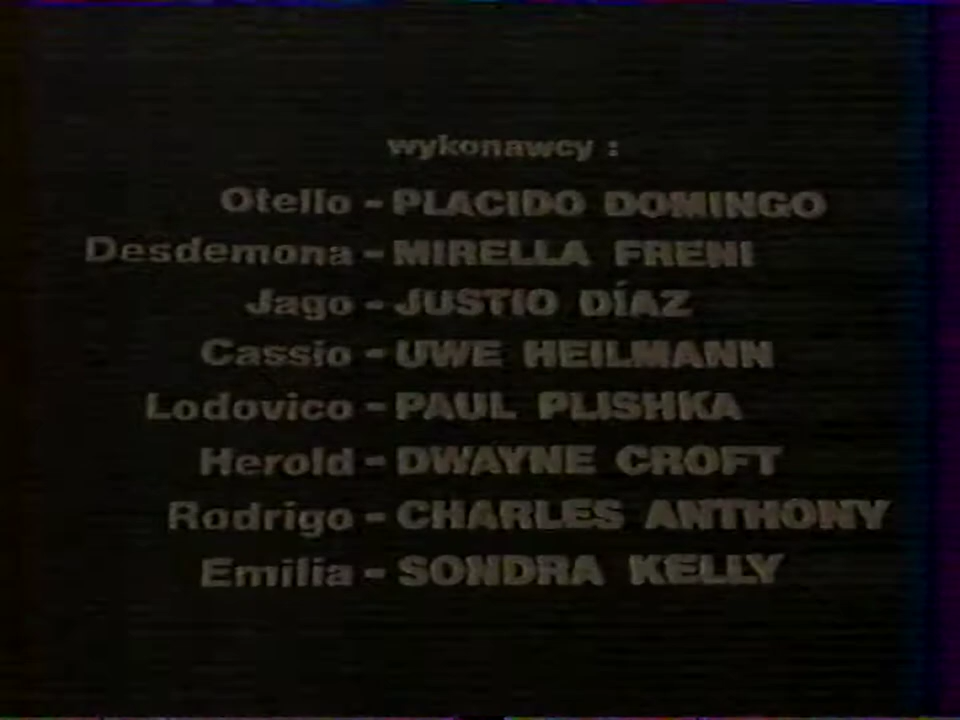 wykonawcy :
Otello - PLACIDO DOMINGO
Desdemona - MIRELLA FRENI
Jago - JUSTIO DÍAZ
Cassio - UWE HEILMANN
Lodovico - PAUL PLISHKA
Herold - DWAYNE CROFT
Rodrigo - CHARLES ANTHONY
Emilia - SONDRA KELLY